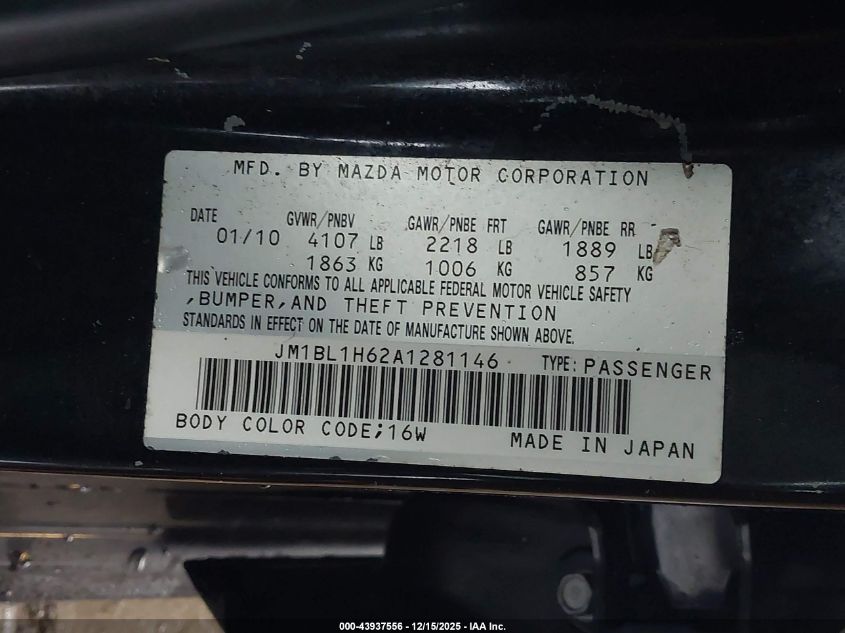 MFD. BY MAZDA MOTOR CORPORATION
DATE GVWR/PNBV GAWR/PNBE FRT GAWR/PNBE RR
01/10 4107 LB 2218 LB 1889 LB
1863 KG 1006 KG 857 KG
THIS VEHICLE CONFORMS TO ALL APPLICABLE FEDERAL MOTOR VEHICLE SAFETY
,BUMPER,AND THEFT PREVENTION
STANDARDS IN EFFECT ON THE DATE OF MANUFACTURE SHOWN ABOVE.
JM1BL1H62A1281146 TYPE: PASSENGER
BODY COLOR CODE;16W
MADE IN JAPAN
000-43937556 - 12/15/2025 - IAA Inc.